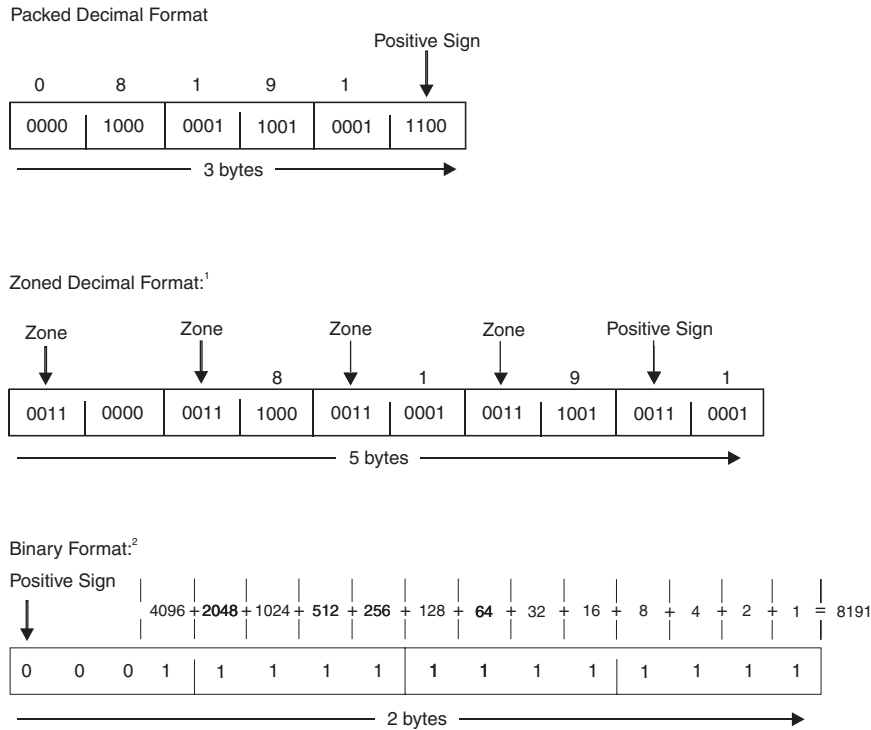 Packed Decimal Format
Positive Sign
0 8 1 9 1
0000 1000 0001 1001 0001 1100
3 bytes
Zoned Decimal Format:1
Zone Zone Zone Zone Positive Sign
8 1 9 1
0011 0000 0011 1000 0011 0001 0011 1001 0011 0001
5 bytes
Binary Format:2
Positive Sign
4096 + 2048 + 1024 + 512 + 256 + 128 + 64 + 32 + 16 + 8 + 4 + 2 + 1 = 8191
0 0 0 1 1 1 1 1 1 1 1 1 1 1 1 1
2 bytes